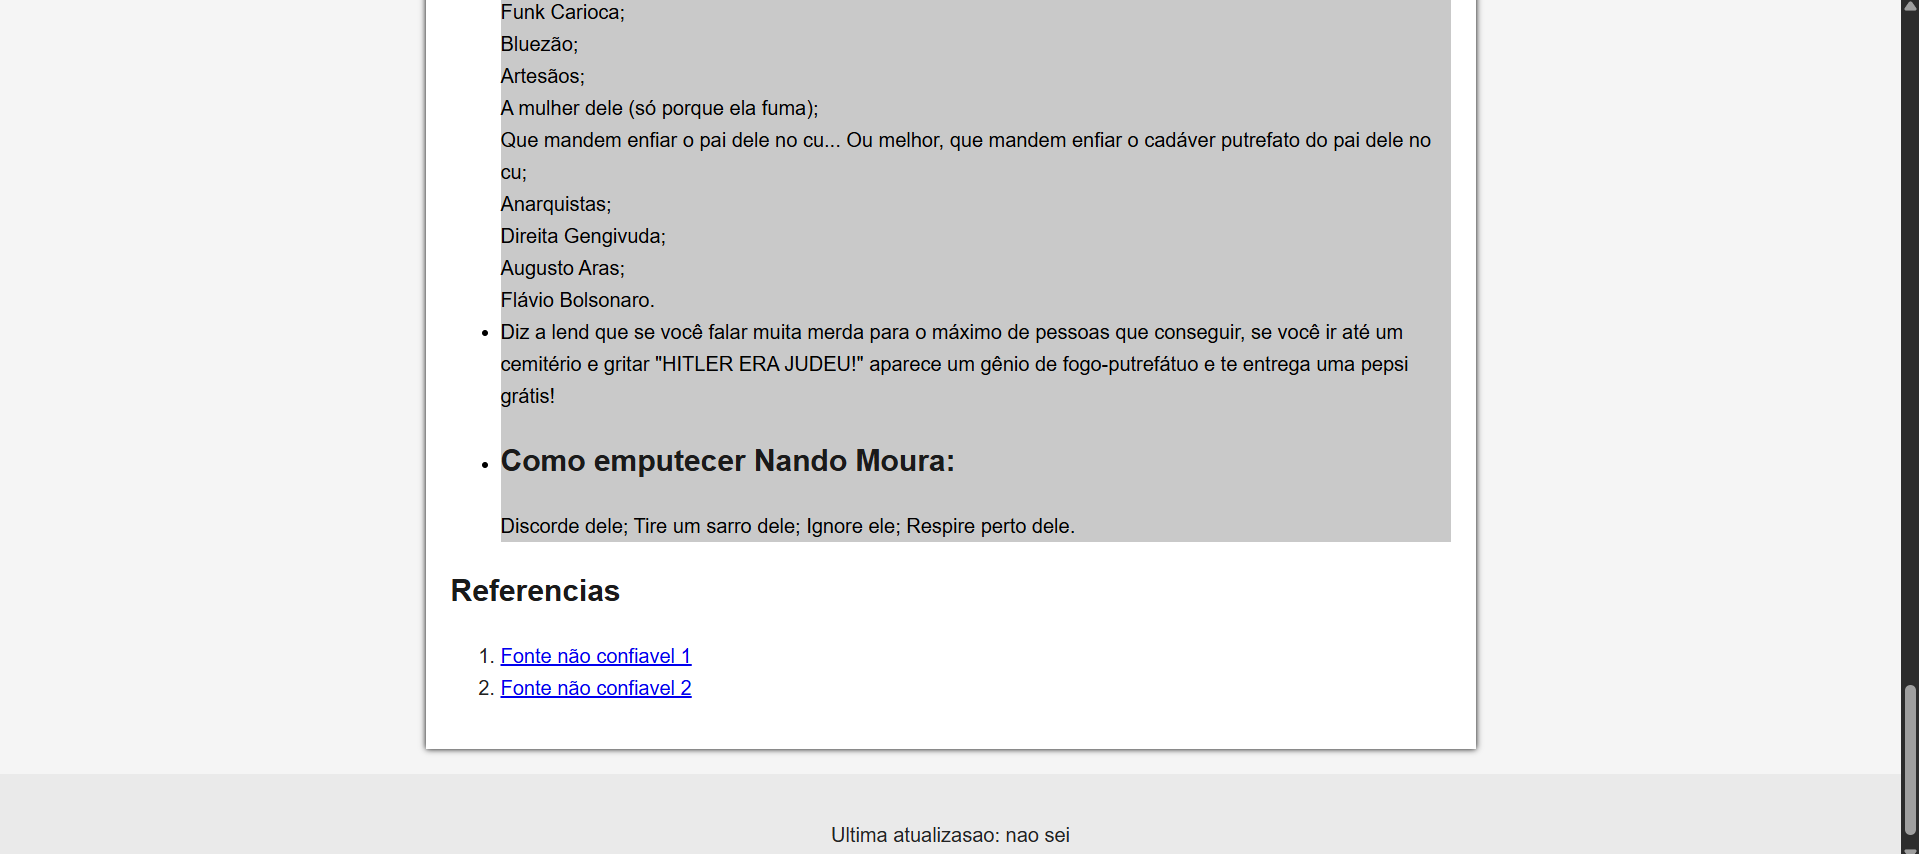 Funk Carioca;
Bluezão;
Artesãos;
A mulher dele (só porque ela fuma);
Que mandem enfiar o pai dele no cu... Ou melhor, que mandem enfiar o cadáver putrefato do pai dele no
cu;
Anarquistas;
Direita Gengivuda;
Augusto Aras;
Flávio Bolsonaro.
Diz a lend que se você falar muita merda para o máximo de pessoas que conseguir, se você ir até um
cemitério e gritar "HITLER ERA JUDEU!" aparece um gênio de fogo-putrefátuo e te entrega uma pepsi
grátis!
Como emputecer Nando Moura:
Discorde dele; Tire um sarro dele; Ignore ele; Respire perto dele.
Referencias
1. Fonte não confiavel 1
2. Fonte não confiavel 2
Ultima atualizasao: nao sei